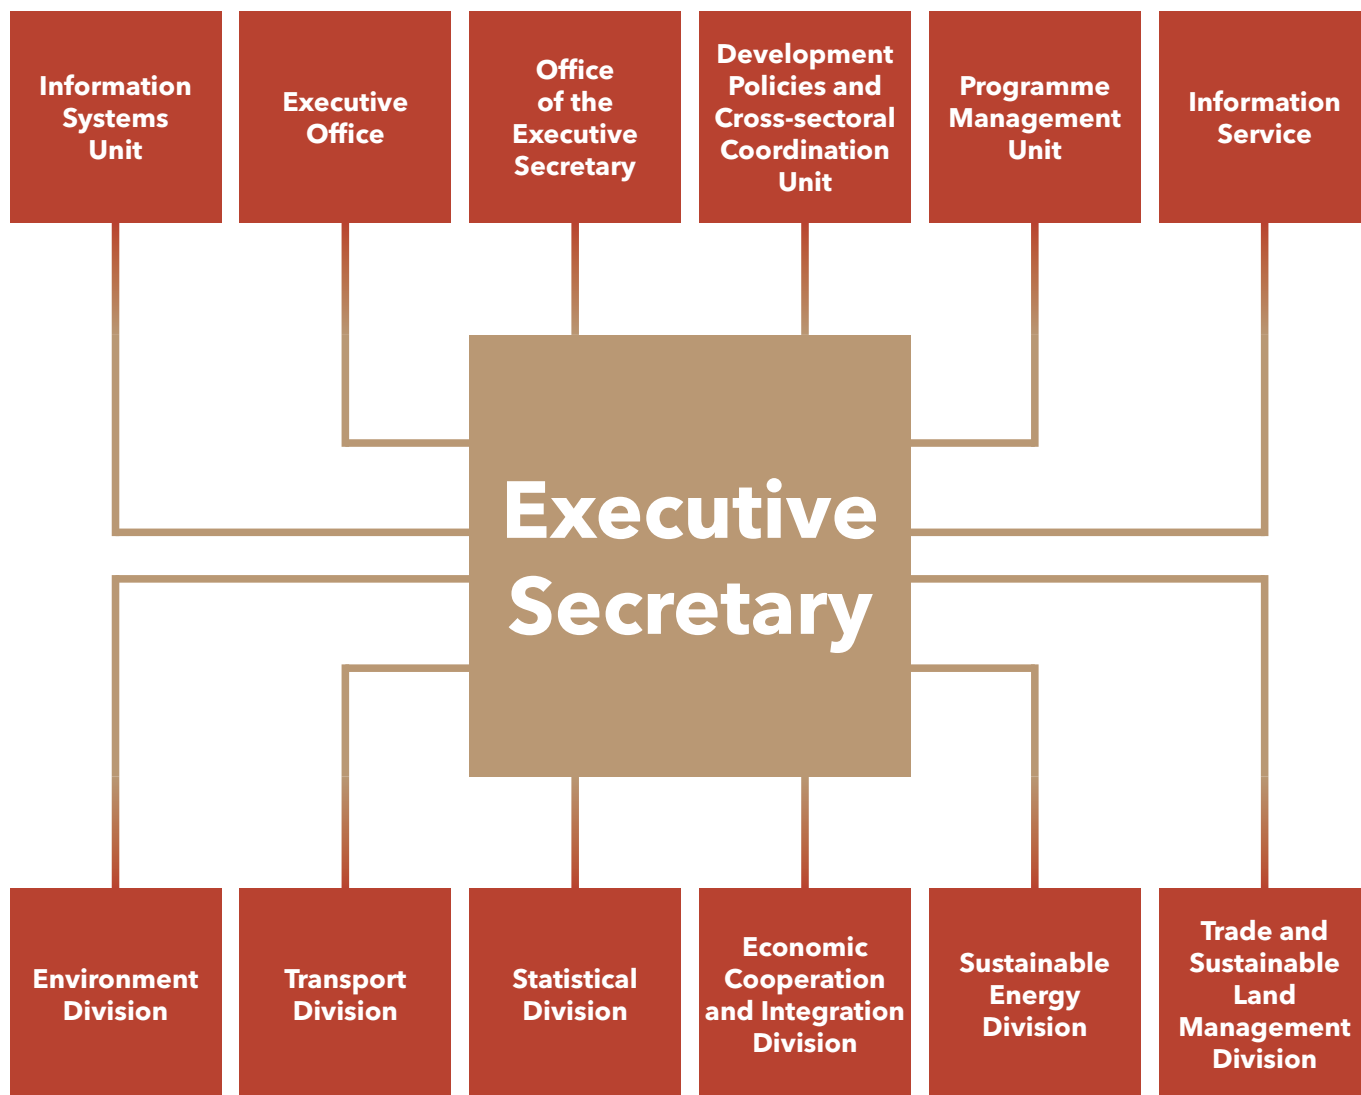 Information
Systems
Unit
Executive
Office
Office
of the
Executive
Secretary
Development
Policies and
Cross-sectoral
Coordination
Unit
Programme
Management
Unit
Information
Service
Executive
Secretary
Environment
Division
Transport
Division
Statistical
Division
Economic
Cooperation
and Integration
Division
Sustainable
Energy
Division
Trade and
Sustainable
Land
Management
Division